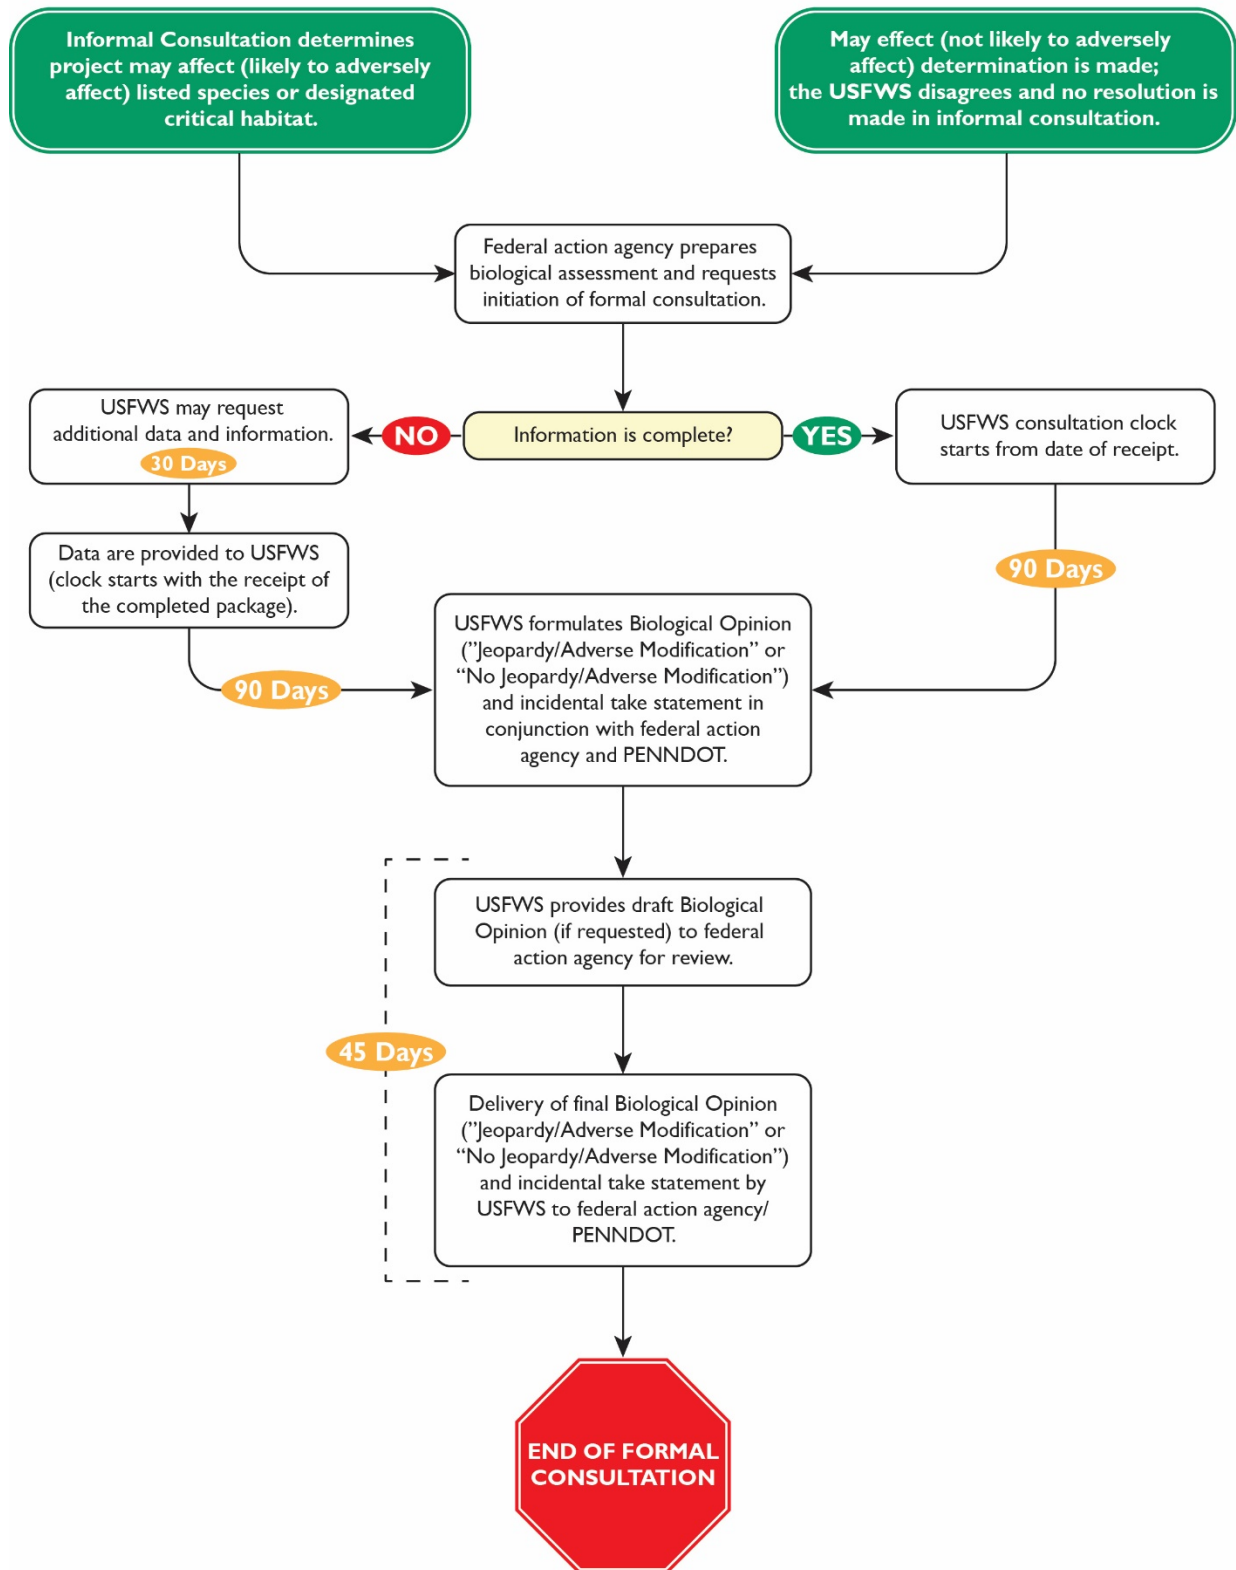 Informal Consultation determines
project may affect (likely to adversely
affect) listed species or designated
critical habitat.
May effect (not likely to adversely
affect) determination is made;
the USFWS disagrees and no resolution is
made in informal consultation.
Federal action agency prepares
biological assessment and requests
initiation of formal consultation.
USFWS may request
additional data and information.
30 Days
NO
Information is complete?
YES
USFWS consultation clock
starts from date of receipt.
Data are provided to USFWS
(clock starts with the receipt of
the completed package).
90 Days
90 Days
USFWS formulates Biological Opinion
("Jeopardy/Adverse Modification" or
“No Jeopardy/Adverse Modification”)
and incidental take statement in
conjunction with federal action
agency and PENNDOT.
USFWS provides draft Biological
Opinion (if requested) to federal
action agency for review.
45 Days
Delivery of final Biological Opinion
("Jeopardy/Adverse Modification" or
“No Jeopardy/Adverse Modification”)
and incidental take statement by
USFWS to federal action agency/
PENNDOT.
END OF FORMAL
CONSULTATION